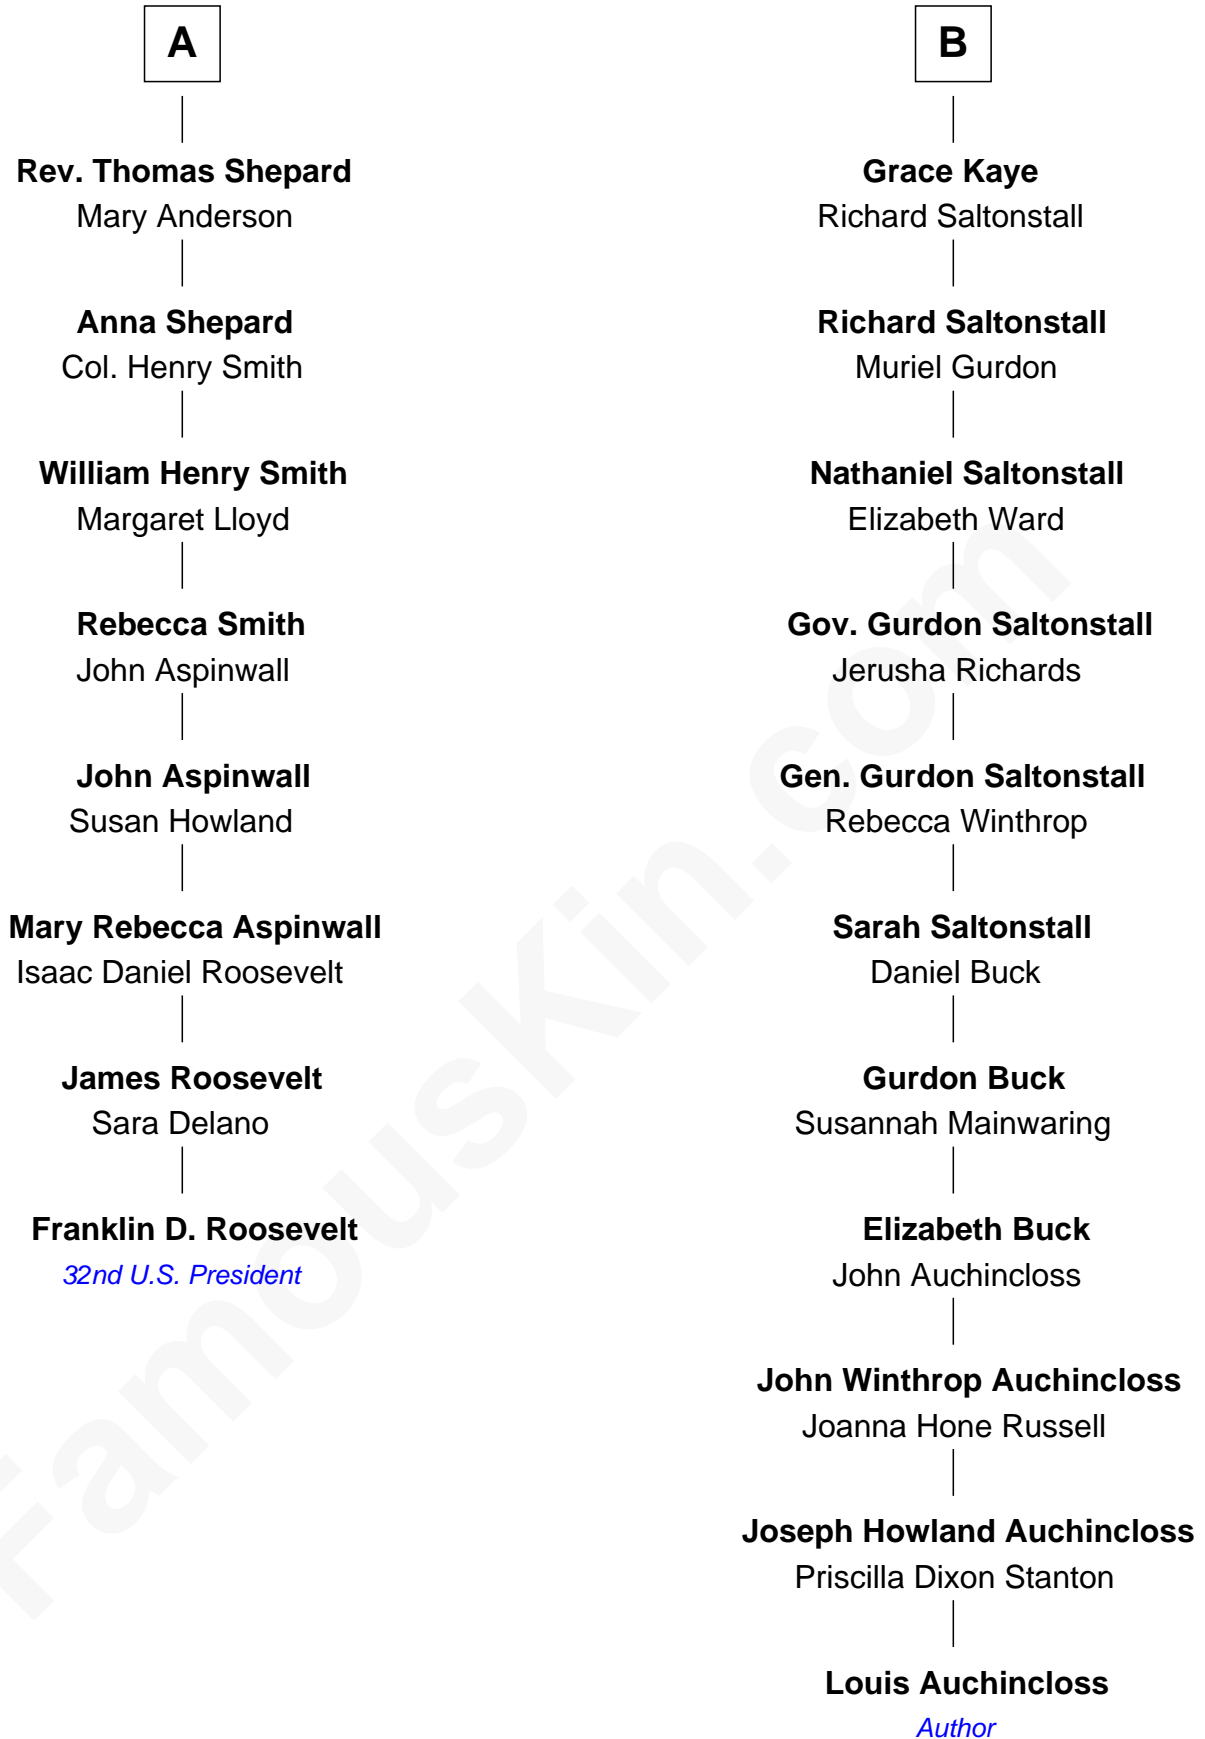 A
Rev. Thomas Shepard
Mary Anderson
Anna Shepard
Col. Henry Smith
William Henry Smith
Margaret Lloyd
Rebecca Smith
John Aspinwall
John Aspinwall
Susan Howland
Mary Rebecca Aspinwall
Isaac Daniel Roosevelt
James Roosevelt
Sara Delano
Franklin D. Roosevelt
32nd U.S. President
B
Grace Kaye
Richard Saltonstall
Richard Saltonstall
Muriel Gurdon
Nathaniel Saltonstall
Elizabeth Ward
Gov. Gurdon Saltonstall
Jerusha Richards
Gen. Gurdon Saltonstall
Rebecca Winthrop
Sarah Saltonstall
Daniel Buck
Gurdon Buck
Susannah Mainwaring
Elizabeth Buck
John Auchincloss
John Winthrop Auchincloss
Joanna Hone Russell
Joseph Howland Auchincloss
Priscilla Dixon Stanton
Louis Auchincloss
Author
FamousKin.com